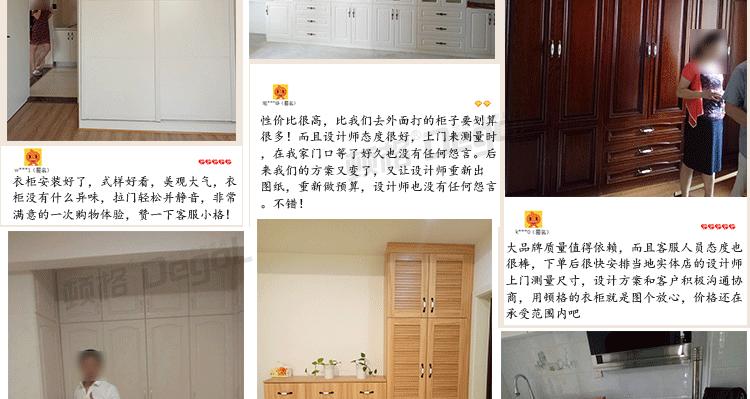 w***1（匿名）
衣柜安装好了，式样好看，美观大气，衣
柜没有什么异味，拉门轻松并静音，非常
满意的一次购物体验，赞一下客服小格！
顿格 Degal
（匿名）
性价比很高，比我们去外面打的柜子要划算
很多！而且设计师态度很好，上门来测量时
，在我家门口等了好久也没有任何怨言。后
来我们的方案又变了，又让设计师重新出
图纸，重新做预算，设计师也没有任何怨言
。不错！
k***0（匿名）
大品牌质量值得依赖，而且客服人员态度也
很棒，下单后很快安排当地实体店的设计师
上门测量尺寸，设计方案和客户积极沟通协
商，用顿格的衣柜就是图个放心，价格还在
承受范围内吧